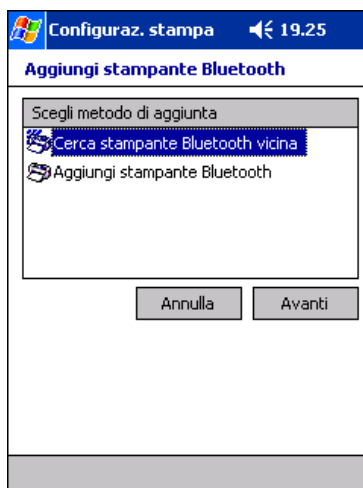 Configuraz. stampa 19.25
Aggiungi stampante Bluetooth
Scegli metodo di aggiunta
Cerca stampante Bluetooth vicina
Aggiungi stampante Bluetooth
Annulla Avanti